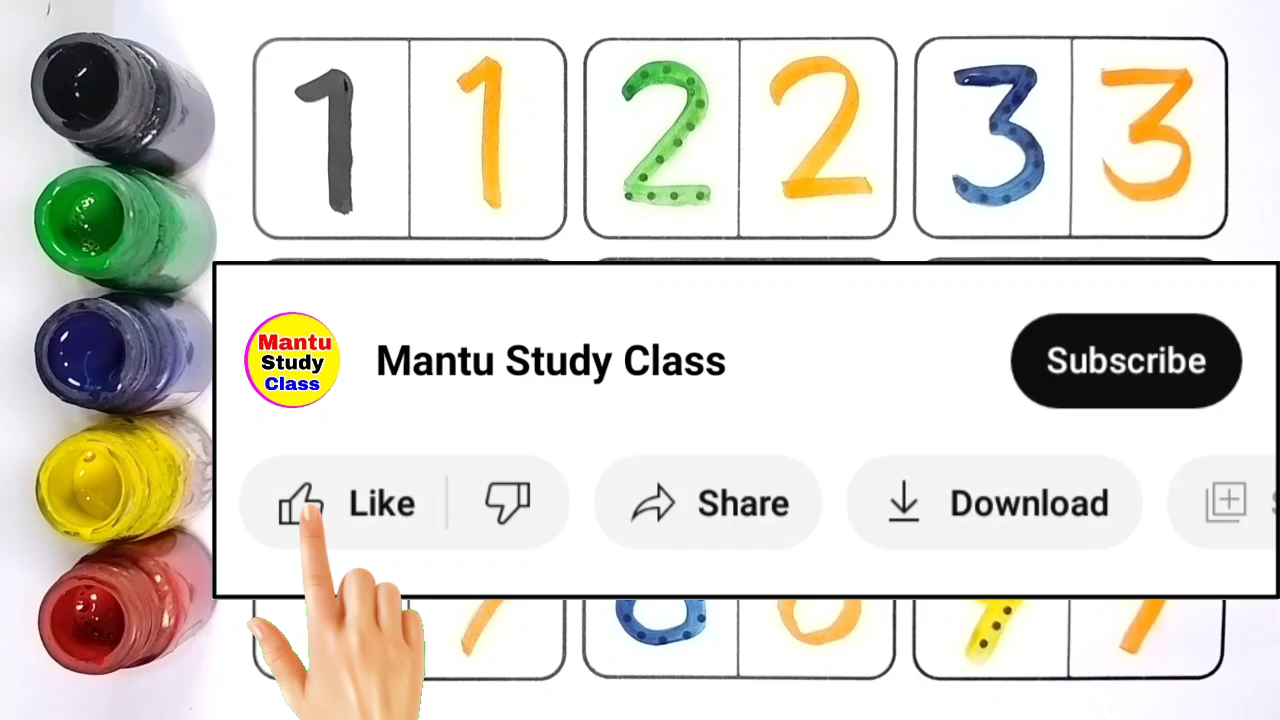 1 1 2 2 3 3
Mantu
Study
Class
Mantu Study Class
Subscribe
Like
Share
Download